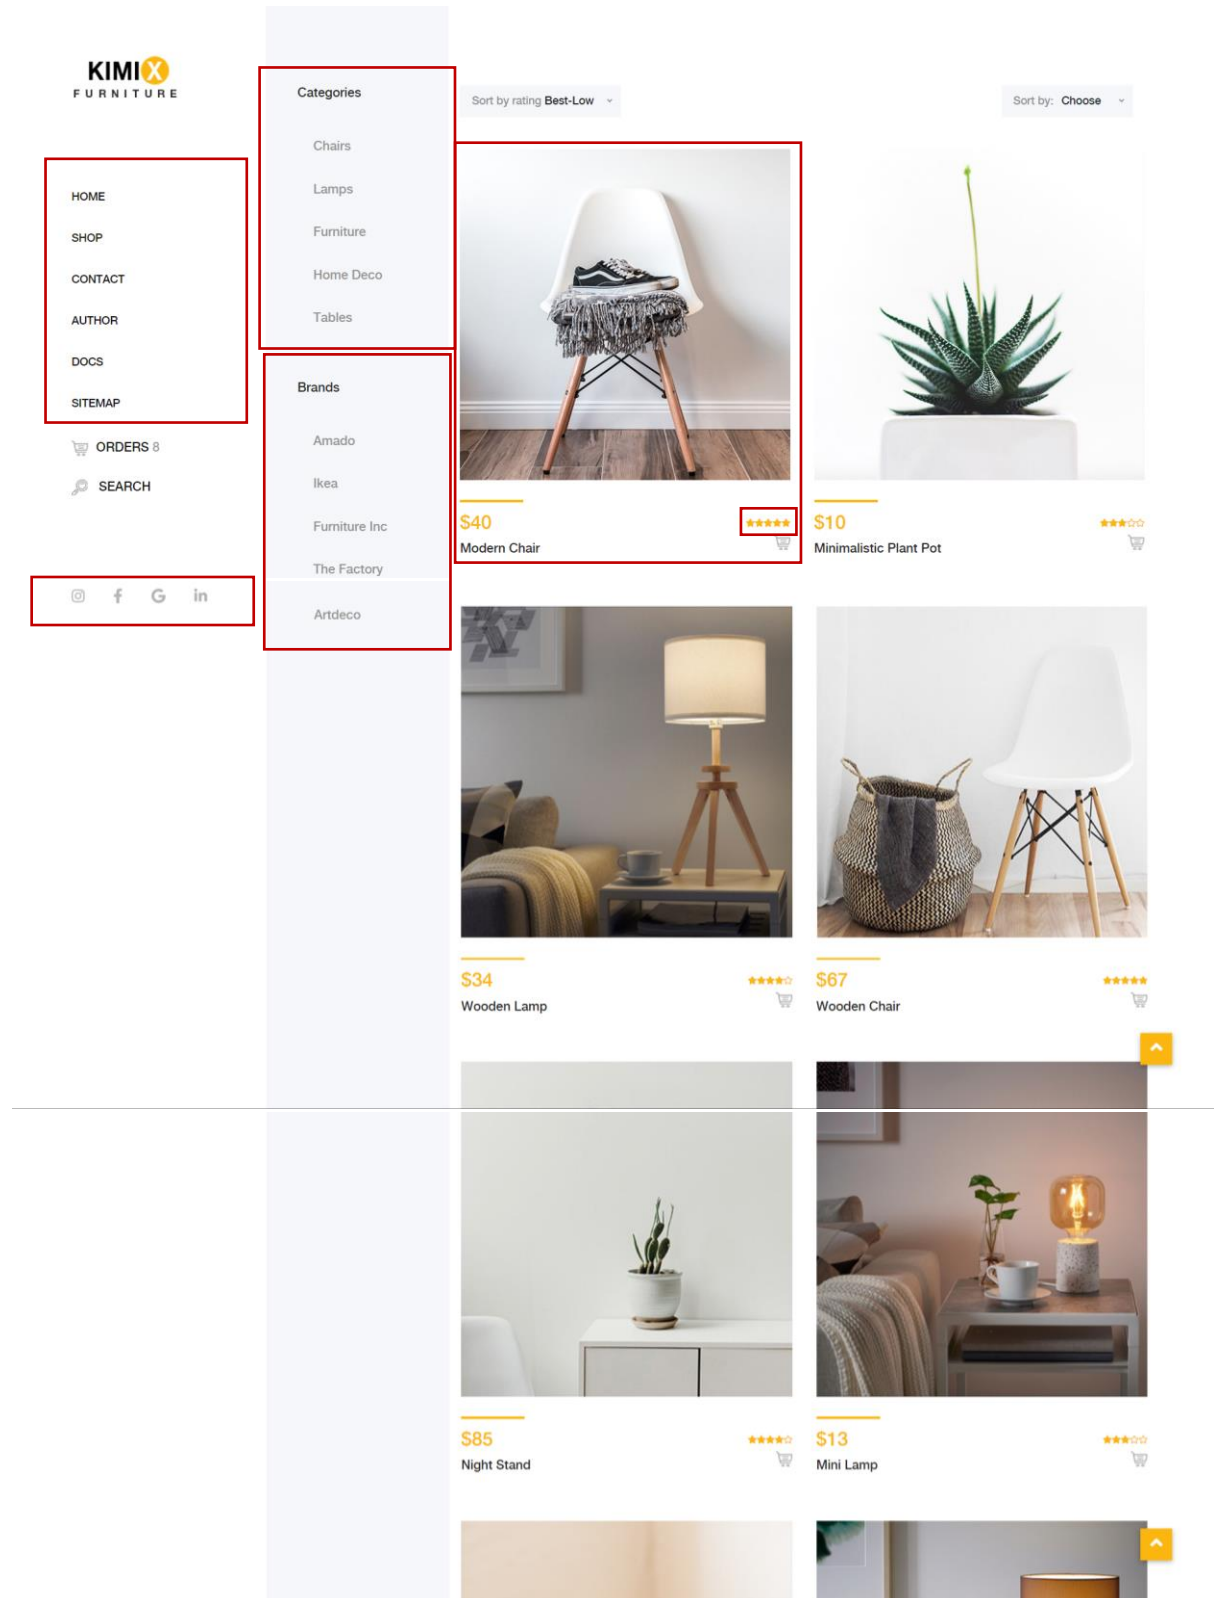 KIMIX
FURNITURE
HOME
SHOP
CONTACT
AUTHOR
DOCS
SITEMAP
ORDERS 8
SEARCH
Categories
Chairs
Lamps
Furniture
Home Deco
Tables
Brands
Amado
Ikea
Furniture Inc
The Factory
Artdeco
Sort by rating Best-Low
Sort by: Choose
$40
Modern Chair
$10
Minimalistic Plant Pot
$34
Wooden Lamp
$67
Wooden Chair
$85
Night Stand
$13
Mini Lamp